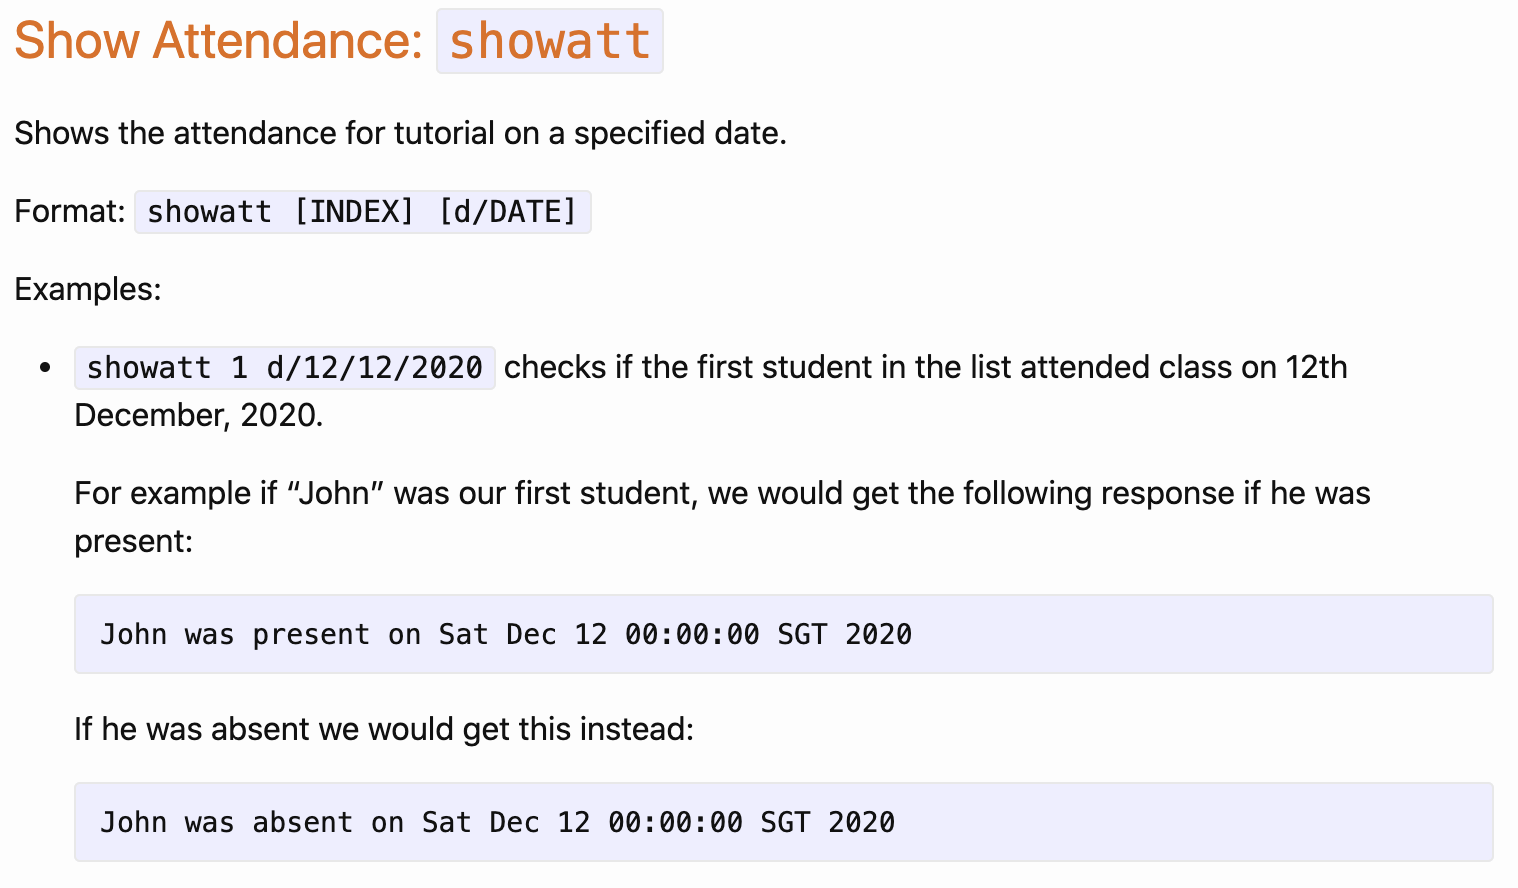 Show Attendance: showatt
Shows the attendance for tutorial on a specified date.
Format: showatt [INDEX] [d/DATE]
Examples:
• showatt 1 d/12/12/2020 checks if the first student in the list attended class on 12th
December, 2020.
For example if “John” was our first student, we would get the following response if he was
present:
John was present on Sat Dec 12 00:00:00 SGT 2020
If he was absent we would get this instead:
John was absent on Sat Dec 12 00:00:00 SGT 2020